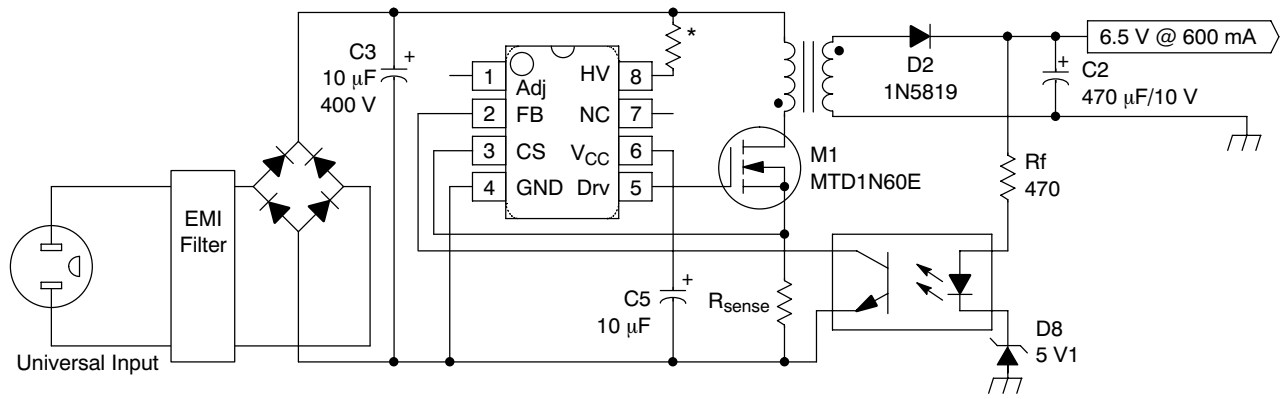 C3
10 μF
400 V
+
*
1
Adj
HV
8
2
FB
NC
7
3
CS
VCC
6
4
GND
Drv
5
D2
1N5819
+
6.5 V @ 600 mA
C2
470 μF/10 V
M1
MTD1N60E
Rf
470
EMI
Filter
C5
10 μF
+
Rsense
D8
5 V1
Universal Input